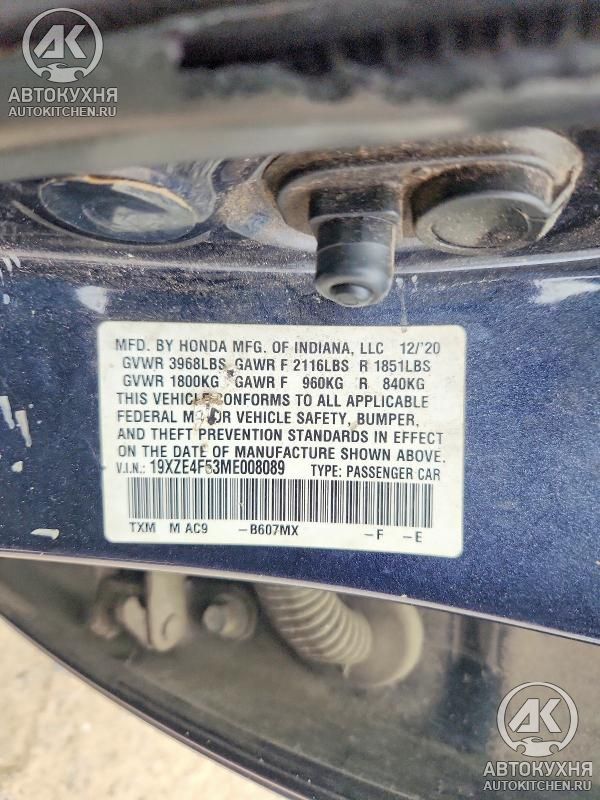 АК
АВТОКУХНЯ
AUTOKITCHEN.RU
MFD. BY HONDA MFG. OF INDIANA, LLC 12/'20
GVWR 3968LBS GAWR F 2116LBS R 1851LBS
GVWR 1800KG GAWR F 960KG R 840KG
THIS VEHICLE CONFORMS TO ALL APPLICABLE
FEDERAL MOTOR VEHICLE SAFETY, BUMPER,
AND THEFT PREVENTION STANDARDS IN EFFECT
ON THE DATE OF MANUFACTURE SHOWN ABOVE.
V.I.N.: 19XZE4F53ME008089 TYPE: PASSENGER CAR
TXM M AC9 -B607MX -F -E
АК
АВТОКУХНЯ
AUTOKITCHEN.RU